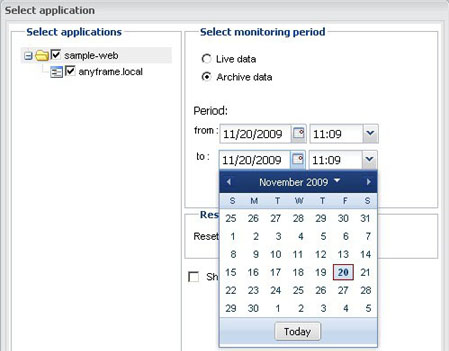 Select application
Select applications
sample-web
anyframe.local
Select monitoring period
Live data
Archive data
Period:
from : 11/20/2009 11:09
to : 11/20/2009 11:09
November 2009
S M T W T F S
25 26 27 28 29 30 31
1 2 3 4 5 6 7
8 9 10 11 12 13 14
15 16 17 18 19 20 21
22 23 24 25 26 27 28
29 30 1 2 3 4 5
Today
Res
Reset
Sh